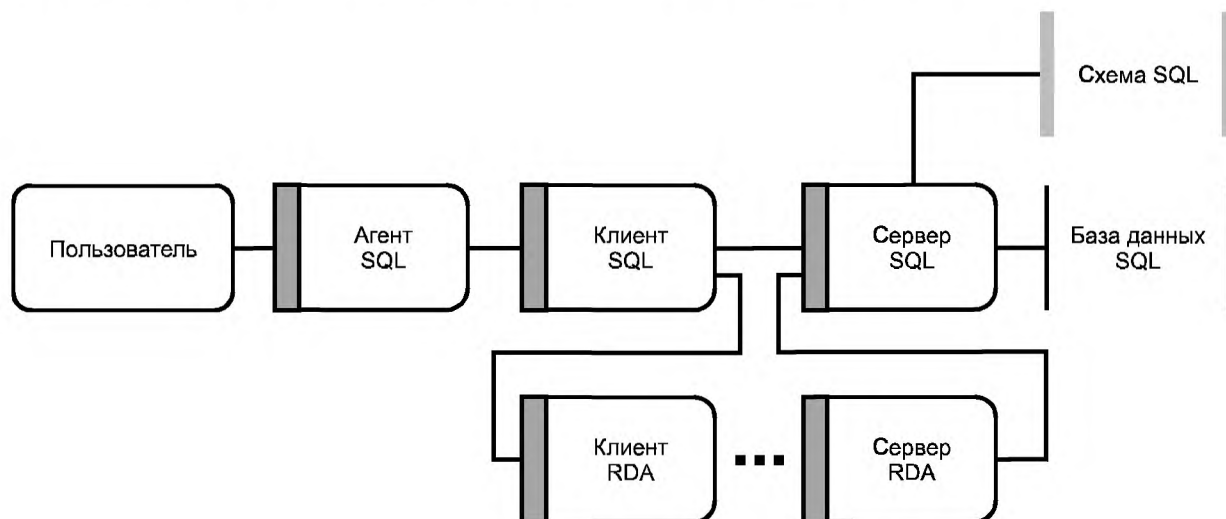 Схема SQL
Пользователь
Агент
SQL
Клиент
SQL
Сервер
SQL
База данных
SQL
Клиент
RDA
Сервер
RDA